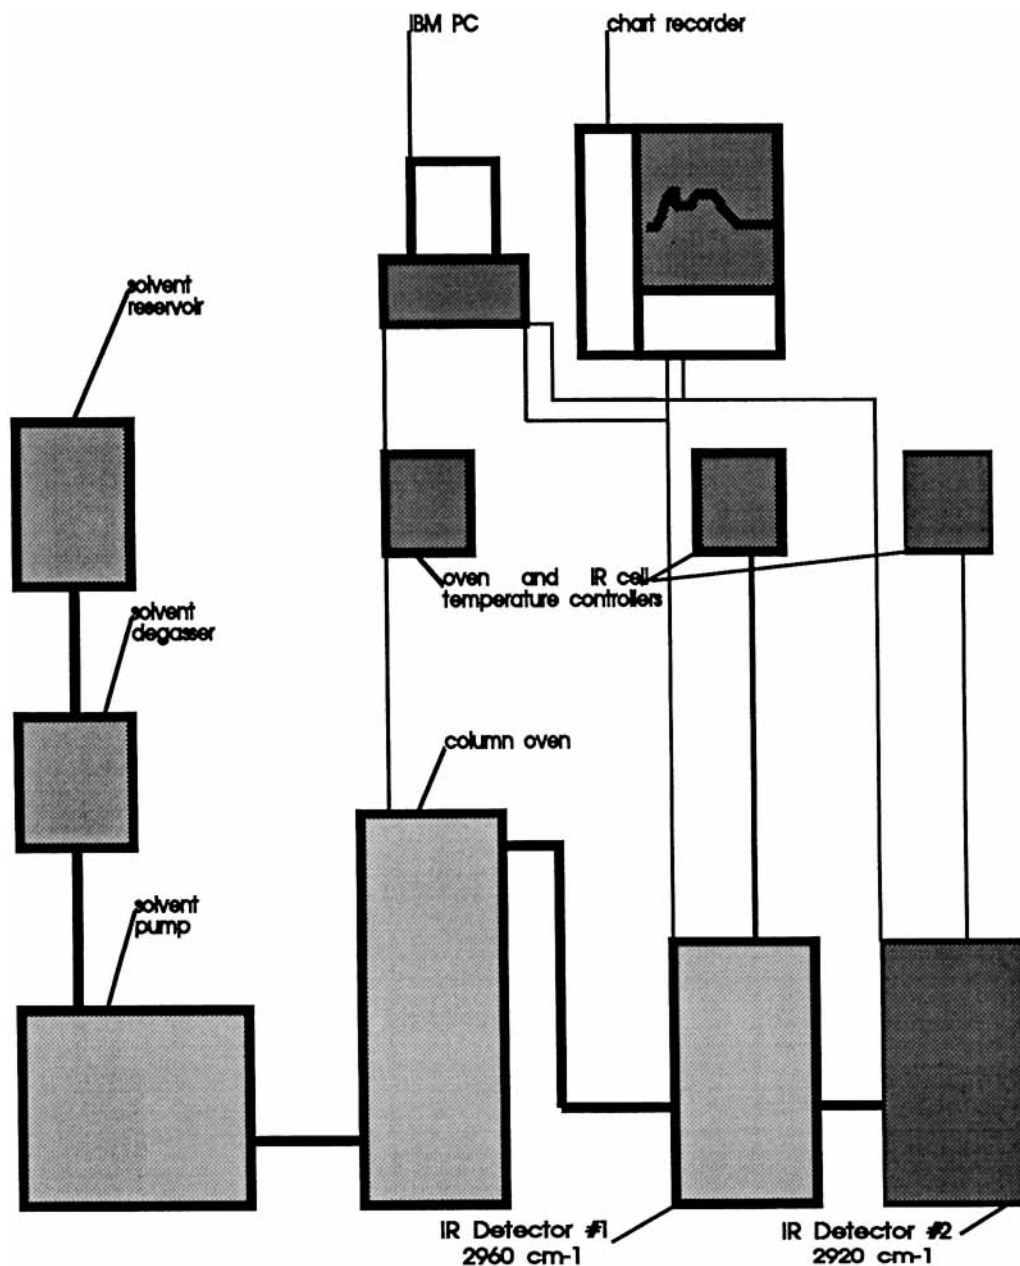 IBM PC
chart recorder
solvent
reservoir
oven and IR cell
temperature controllers
solvent
degasser
column oven
solvent
pump
IR Detector #1
2960 cm-1
IR Detector #2
2920 cm-1